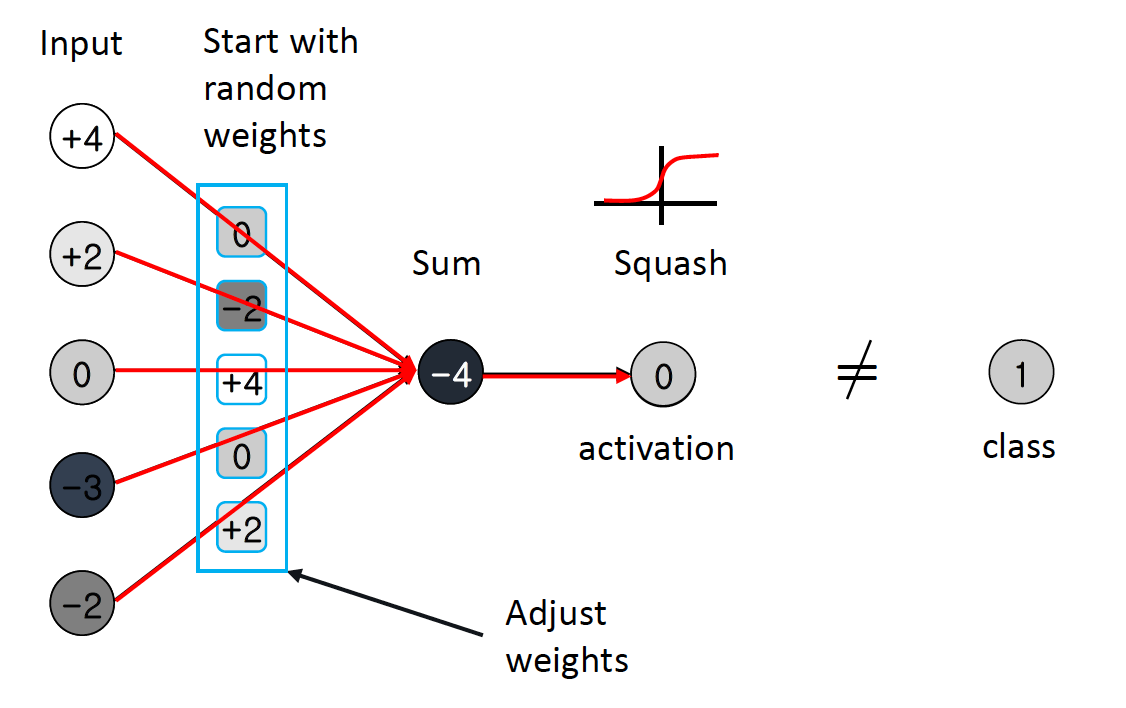 Input
Start with
random
weights
+4
+2
0
−3
−2
0
−2
+4
0
+2
Sum
−4
Squash
0
activation
≠
1
class
Adjust
weights